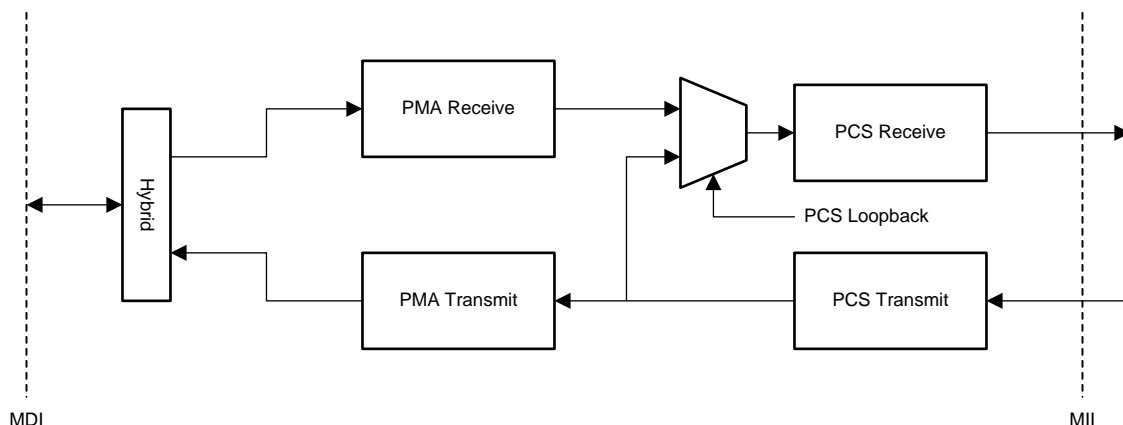 PMA Receive
PCS Receive
Hybrid
PCS Loopback
PMA Transmit
PCS Transmit
MDI
MII